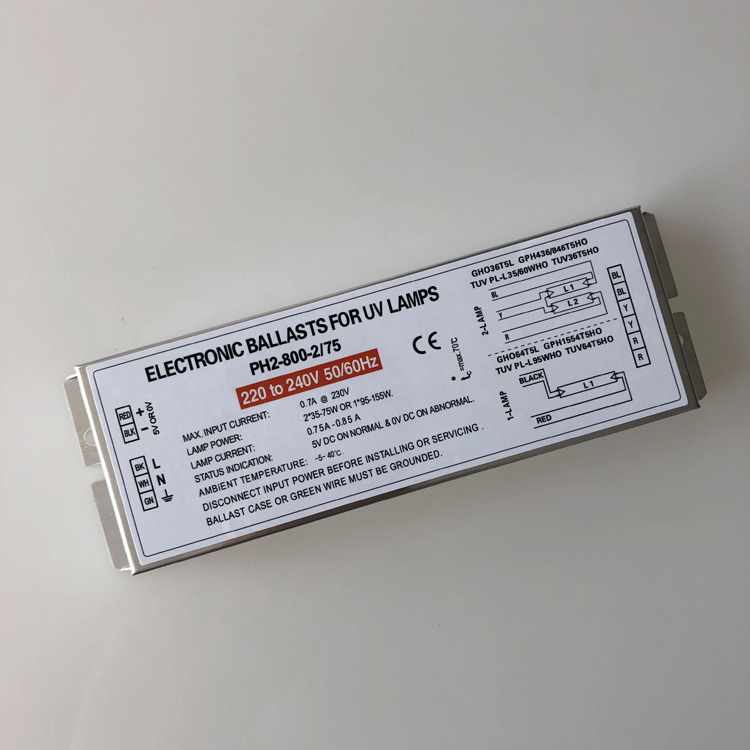 ELECTRONIC BALLASTS FOR UV LAMPS
PH2-800-2/75
220 to 240V 50/60Hz
CE
tc=max.70℃
MAX. INPUT CURRENT: 0.7A @ 230V
LAMP POWER: 2*35-75W OR 1*95-155W.
LAMP CURRENT: 0.75A - 0.85A
STATUS INDICATION: 5V DC ON NORMAL & 0V DC ON ABNORMAL.
AMBIENT TEMPERATURE: -5~40℃.
DISCONNECT INPUT POWER BEFORE INSTALLING OR SERVICING.
BALLAST CASE OR GREEN WIRE MUST BE GROUNDED.
RED +
BLK -
5V OR 0V
BK L
WH N
GN
GHO36T5L GPH436/846T5HO
TUV PL-L35/60WHO TUV36T5HO
2-LAMP
BL
Y
R
L1
L2
GHO64T5L GPH1554T5HO
TUV PL-L95WHO TUV64T5HO
1-LAMP
BLACK
L1
RED
BL
BL
Y
Y
R
R